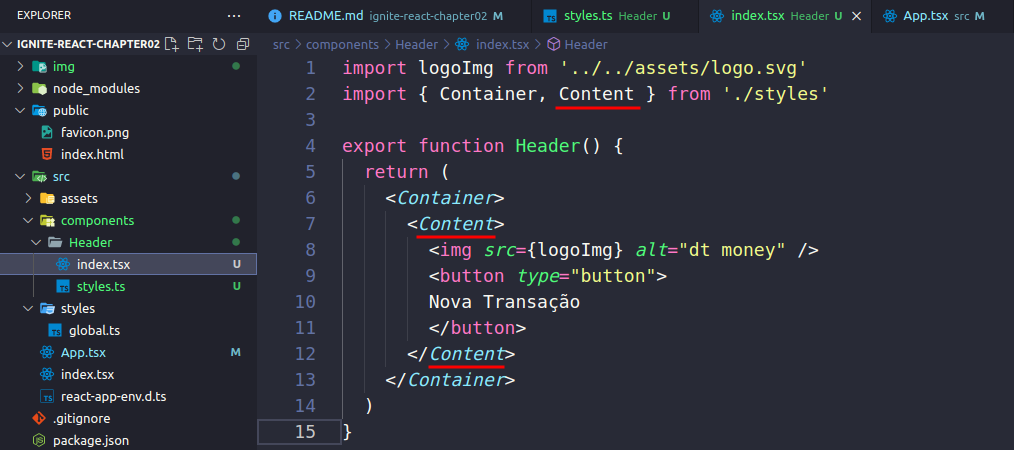 EXPLORER ···
IGNITE-REACT-CHAPTER02
img
node_modules
public
favicon.png
index.html
src
assets
components
Header
index.tsx U
styles.ts U
styles
global.ts
App.tsx M
index.tsx
react-app-env.d.ts
.gitignore
package.json
README.md ignite-react-chapter02 M
styles.ts Header U
index.tsx Header U
App.tsx src M
src > components > Header > index.tsx > Header
1 import logoImg from '../../assets/logo.svg'
2 import { Container, Content } from './styles'
3
4 export function Header() {
5 return (
6 <Container>
7 <Content>
8 <img src={logoImg} alt="dt money" />
9 <button type="button">
10 Nova Transação
11 </button>
12 </Content>
13 </Container>
14 )
15 }